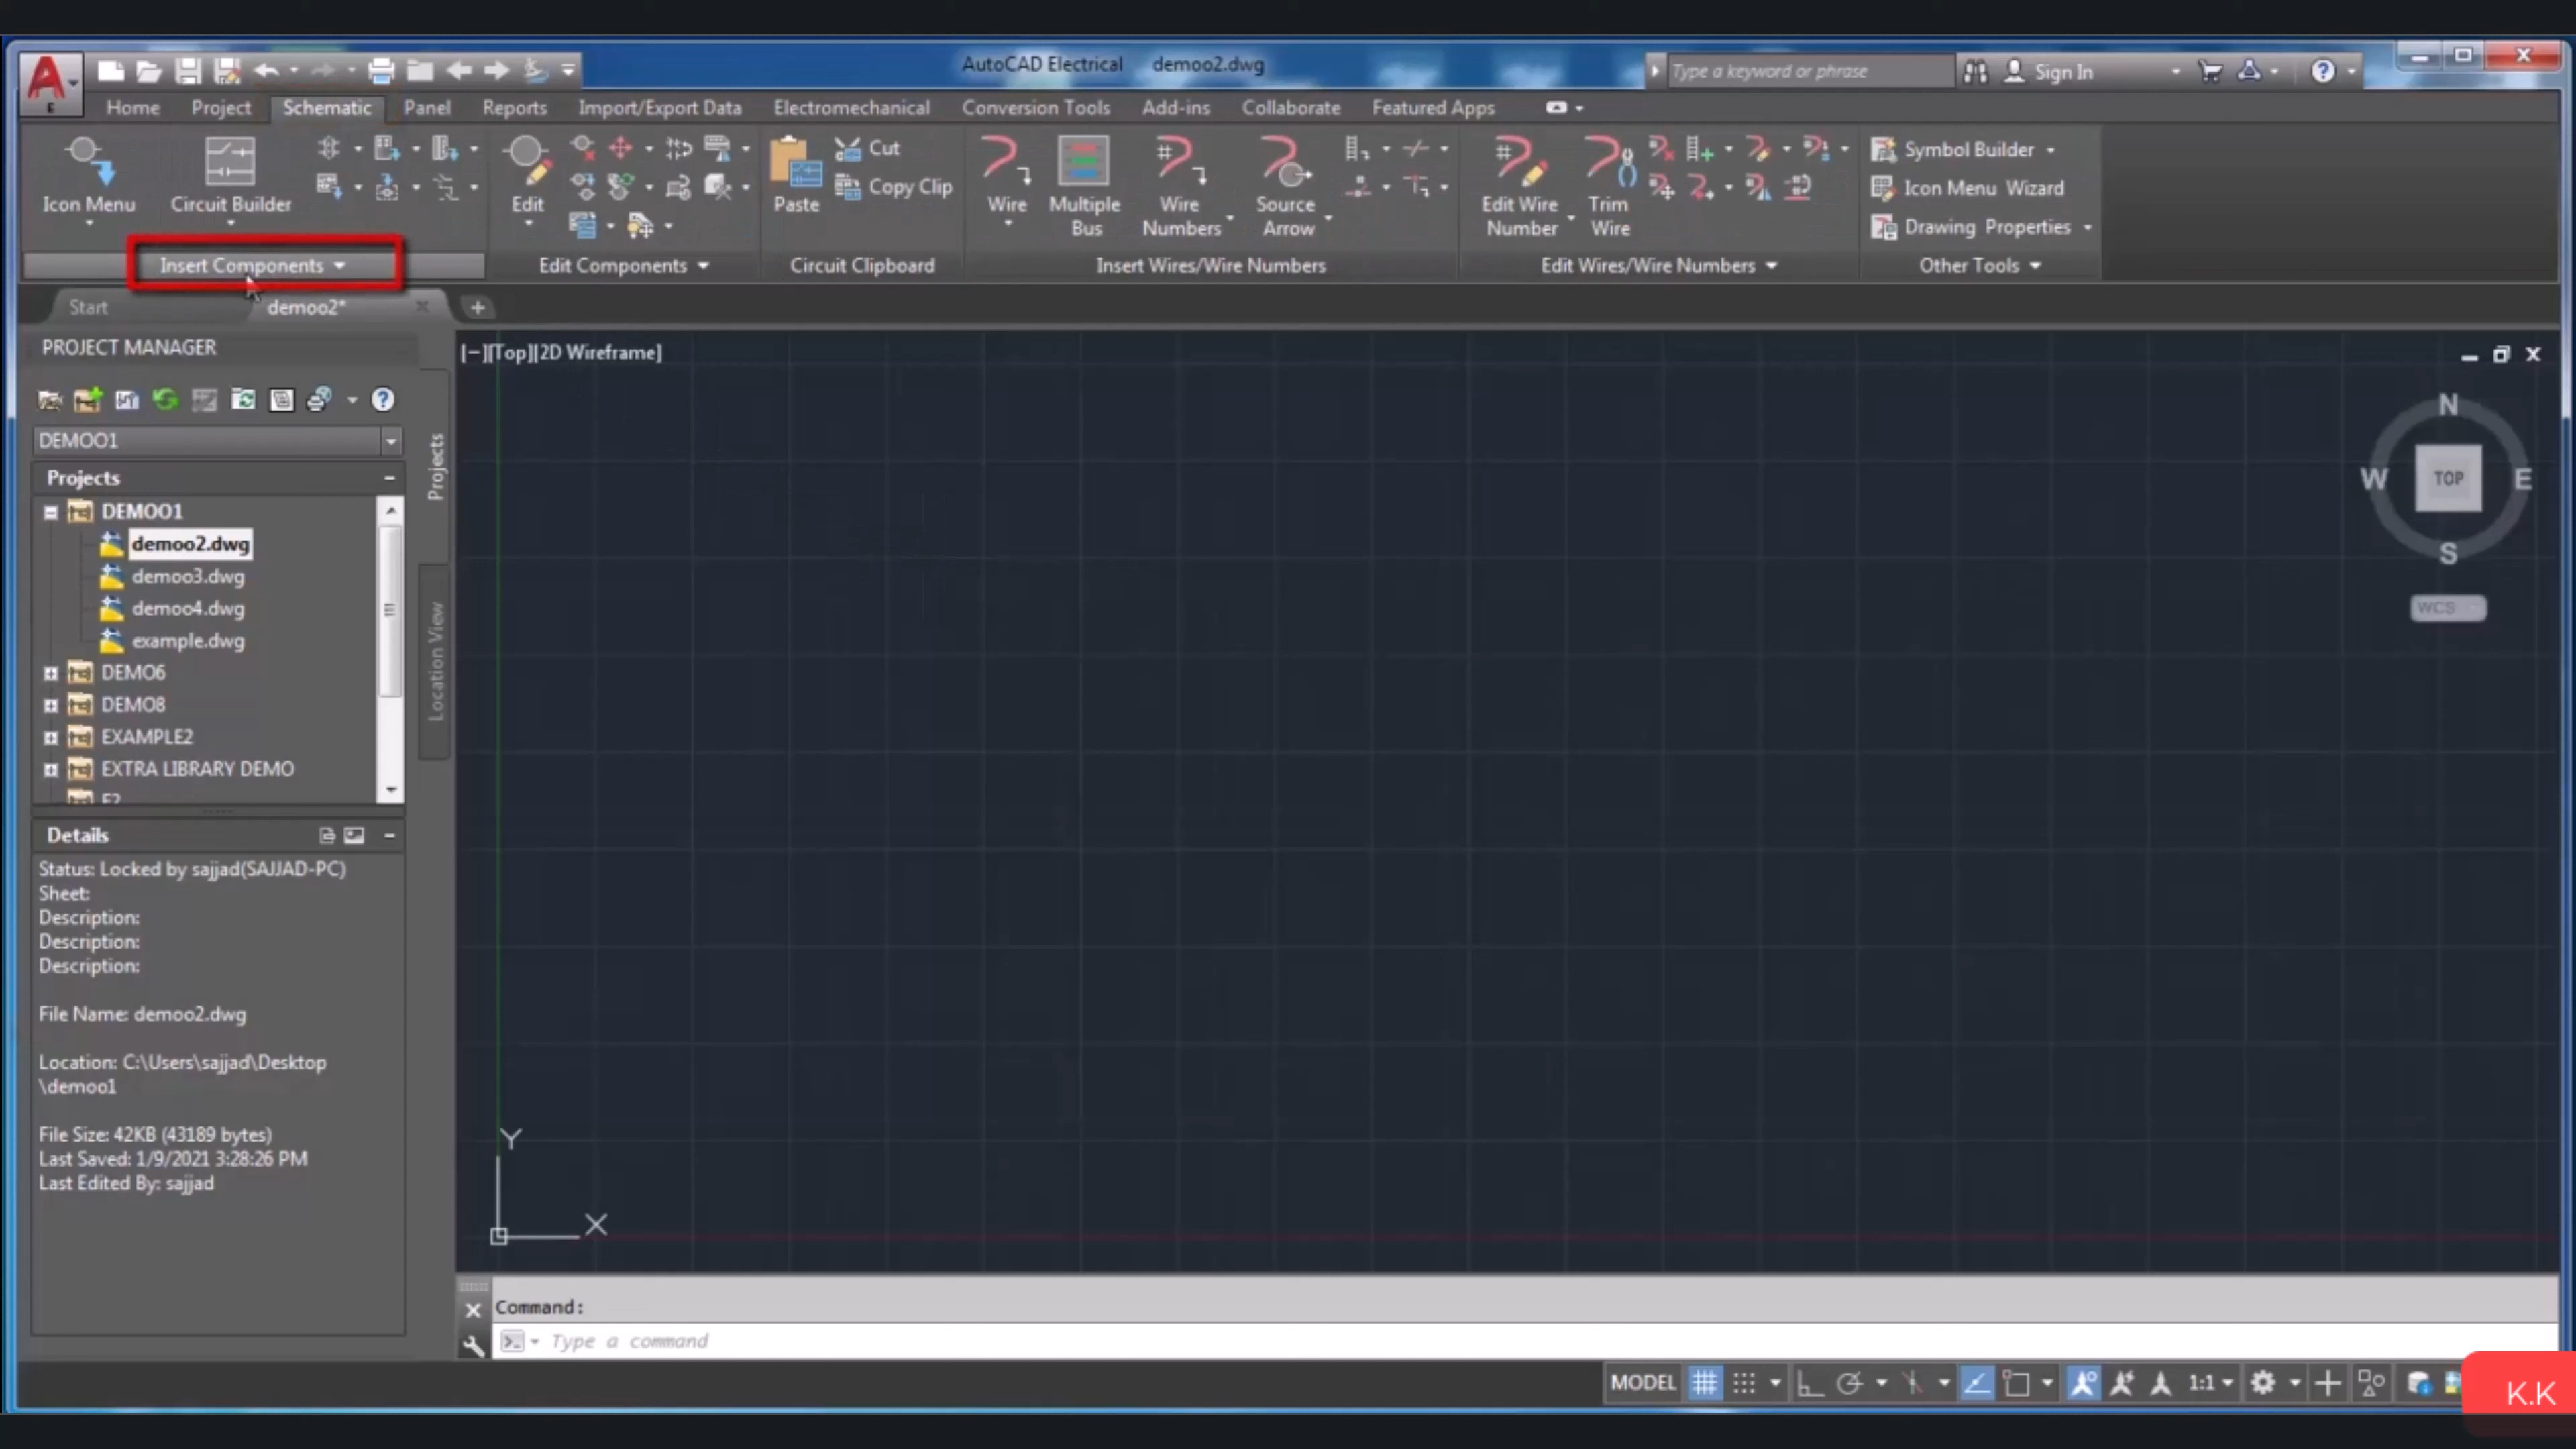 AutoCAD Electrical demoo2.dwg
Type a keyword or phrase
Sign In
Home Project Schematic Panel Reports Import/Export Data Electromechanical Conversion Tools Add-ins Collaborate Featured Apps
Icon Menu
Circuit Builder
Edit
Paste
Cut
Copy Clip
Wire
Multiple Bus
Wire Numbers
Source Arrow
Edit Wire Number
Trim Wire
Symbol Builder
Icon Menu Wizard
Drawing Properties
Insert Components
Edit Components
Circuit Clipboard
Insert Wires/Wire Numbers
Edit Wires/Wire Numbers
Other Tools
Start
demoo2*
PROJECT MANAGER
DEMOO1
Projects
DEMOO1
demoo2.dwg
demoo3.dwg
demoo4.dwg
example.dwg
DEMO6
DEMO8
EXAMPLE2
EXTRA LIBRARY DEMO
Projects
Location View
Details
Status: Locked by sajjad(SAJJAD-PC)
Sheet:
Description:
Description:
Description:
File Name: demoo2.dwg
Location: C:\Users\sajjad\Desktop
\demoo1
File Size: 42KB (43189 bytes)
Last Saved: 1/9/2021 3:28:26 PM
Last Edited By: sajjad
[−][Top][2D Wireframe]
N
W
TOP
E
S
WCS
Y
X
Command:
Type a command
MODEL
1:1
K.K